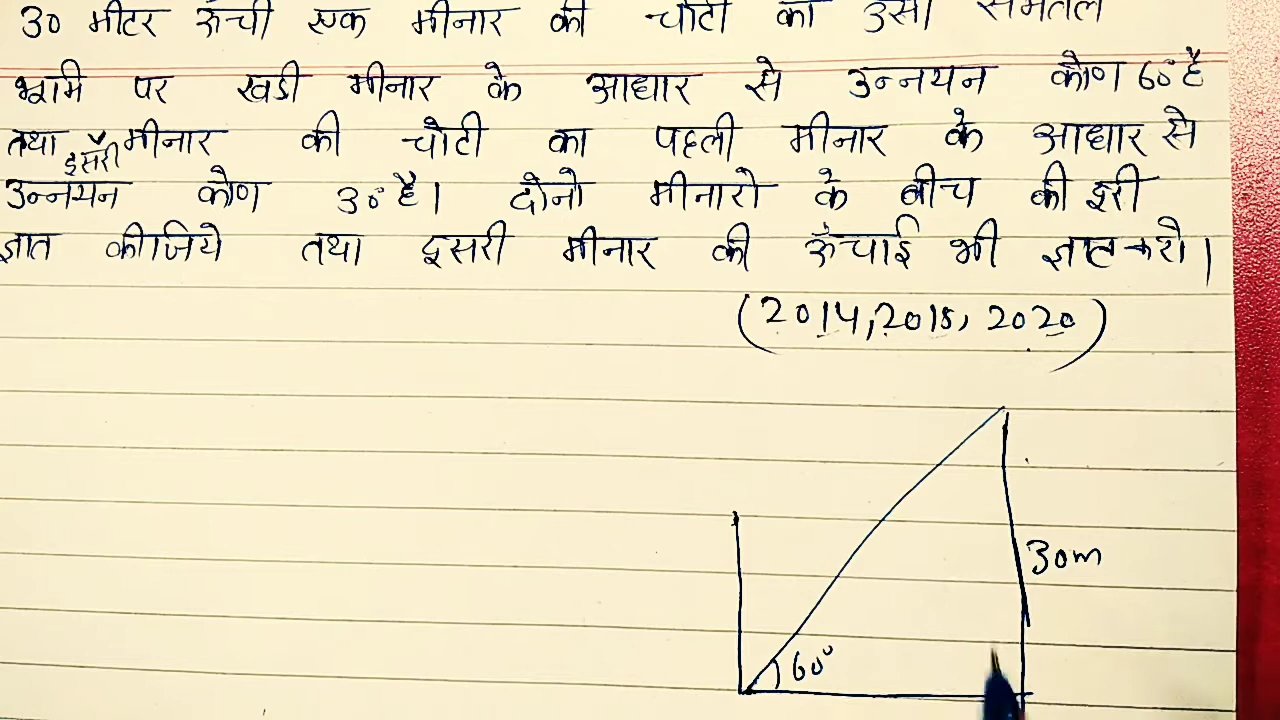 30 मीटर ऊँची एक मीनार की चोटी का उसी समतल
भूमि पर खडी मीनार के आधार से उन्नयन कोण 60° है
तथा दूसरी मीनार की चोटी का पहली मीनार के आधार से
उन्नयन कोण 30° है। दोनो मीनारो के बीच की दूरी
ज्ञात कीजिये तथा दूसरी मीनार की ऊँचाई भी ज्ञात करो।
(2014, 2018, 2020)
30m
60°